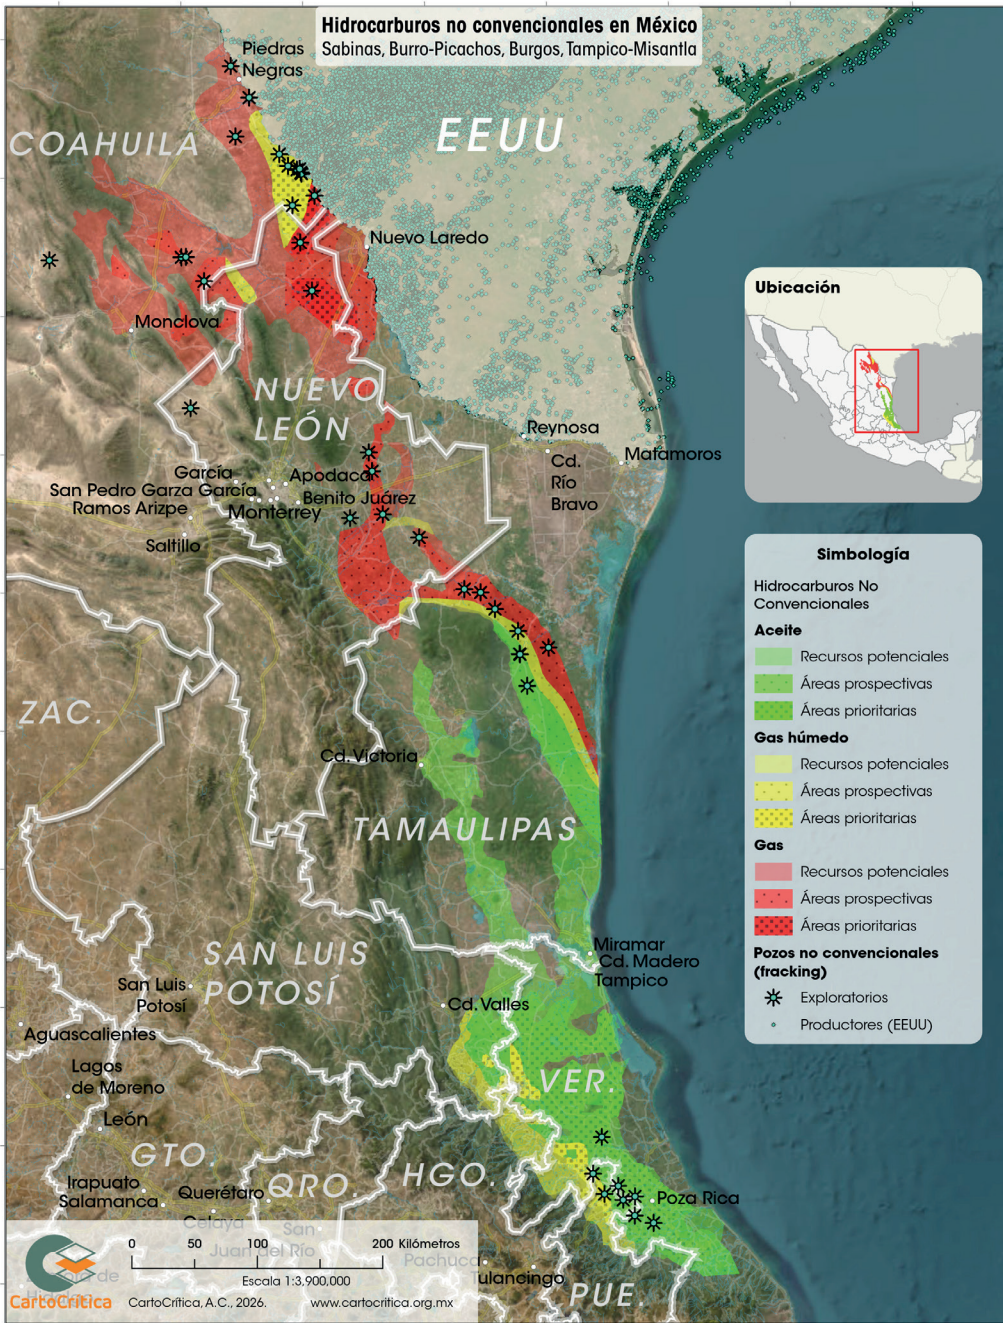 Hidrocarburos no convencionales en México
Sabinas, Burro-Picachos, Burgos, Tampico-Misantla
Piedras
Negras
COAHUILA
EEUU
Nuevo Laredo
Monclova
NUEVO
LEÓN
Reynosa
Matamoros
Cd.
Río
Bravo
García
Apodaca
San Pedro Garza García
Benito Juárez
Ramos Arizpe
Monterrey
Saltillo
ZAC.
Cd. Victoria
TAMAULIPAS
Miramar
Cd. Madero
Tampico
SAN LUIS
POTOSÍ
San Luis
Potosí
Cd. Valles
Aguascalientes
Lagos
de Moreno
León
VER.
GTO.
Irapuato
Salamanca
Querétaro
QRO.
HGO.
Poza Rica
Celaya
San
Juan del Río
Pachuca
Tulancingo
PUE.
Ubicación
Simbología
Hidrocarburos No
Convencionales
Aceite
Recursos potenciales
Áreas prospectivas
Áreas prioritarias
Gas húmedo
Recursos potenciales
Áreas prospectivas
Áreas prioritarias
Gas
Recursos potenciales
Áreas prospectivas
Áreas prioritarias
Pozos no convencionales
(fracking)
Exploratorios
Productores (EEUU)
0 50 100 200 Kilómetros
Escala 1:3,900,000
CartoCrítica
CartoCrítica, A.C., 2026. www.cartocritica.org.mx